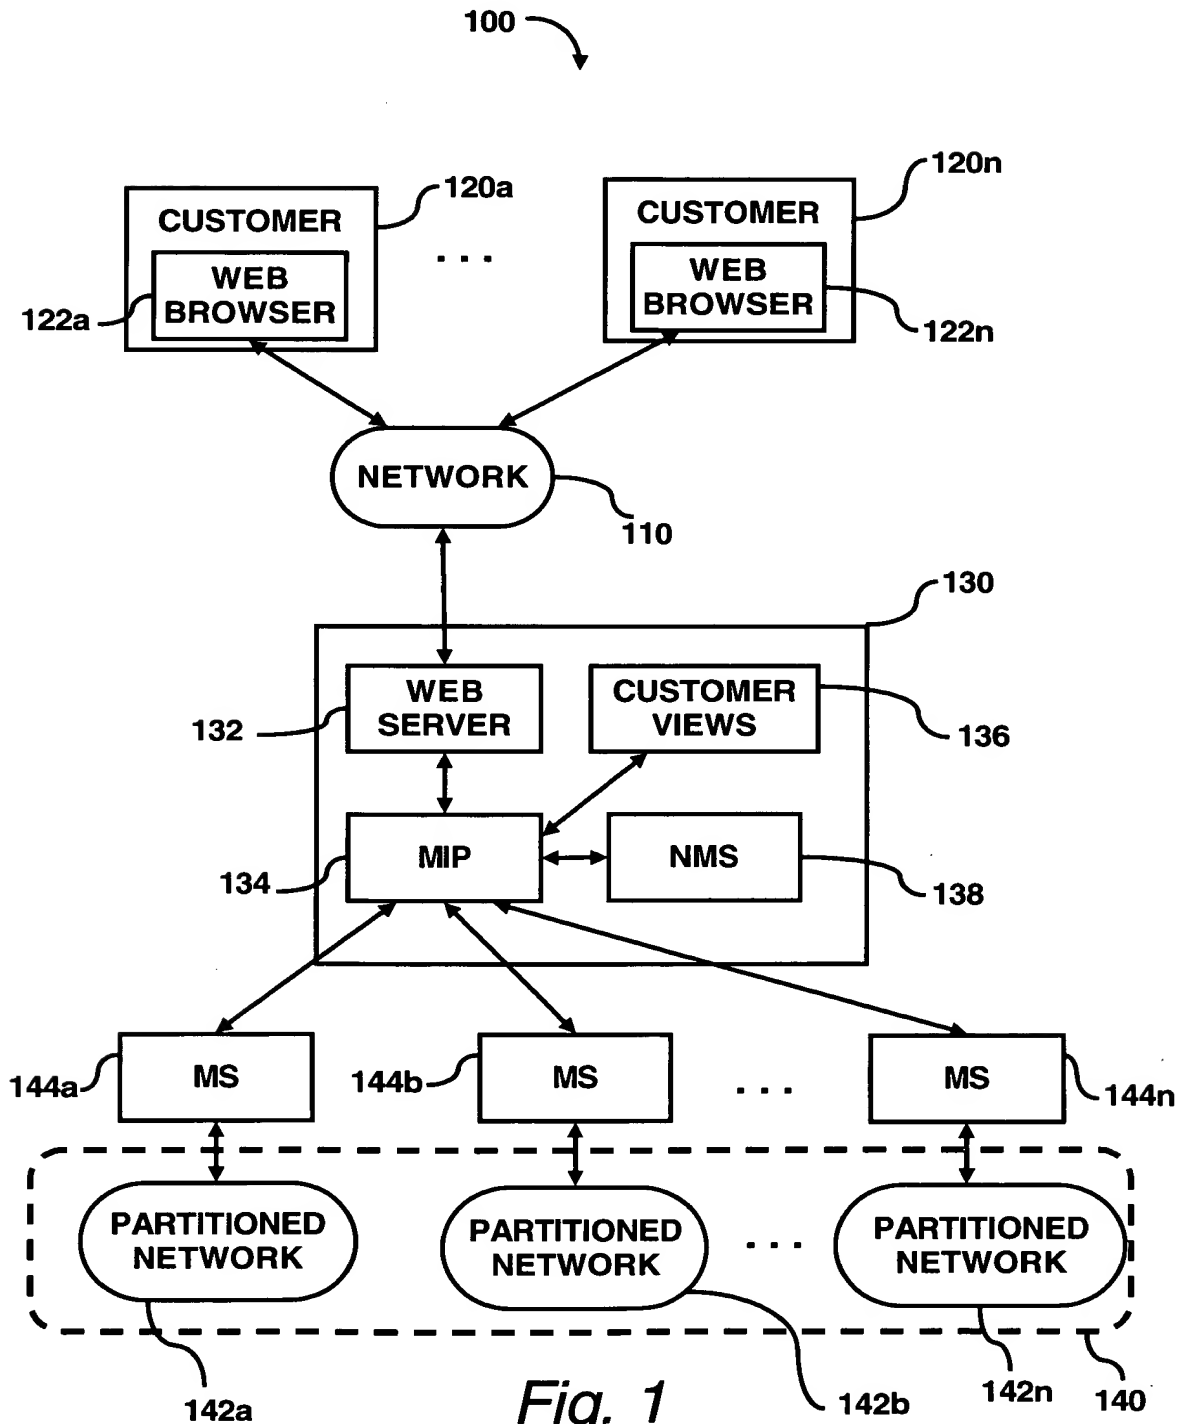 100
120a
120n
CUSTOMER
CUSTOMER
. . .
WEB
BROWSER
WEB
BROWSER
122a
122n
NETWORK
110
130
WEB
SERVER
CUSTOMER
VIEWS
132
136
MIP
NMS
134
138
MS
MS
MS
144a
144b
. . .
144n
PARTITIONED
NETWORK
PARTITIONED
NETWORK
. . .
PARTITIONED
NETWORK
142a
142b
142n
140
Fig. 1